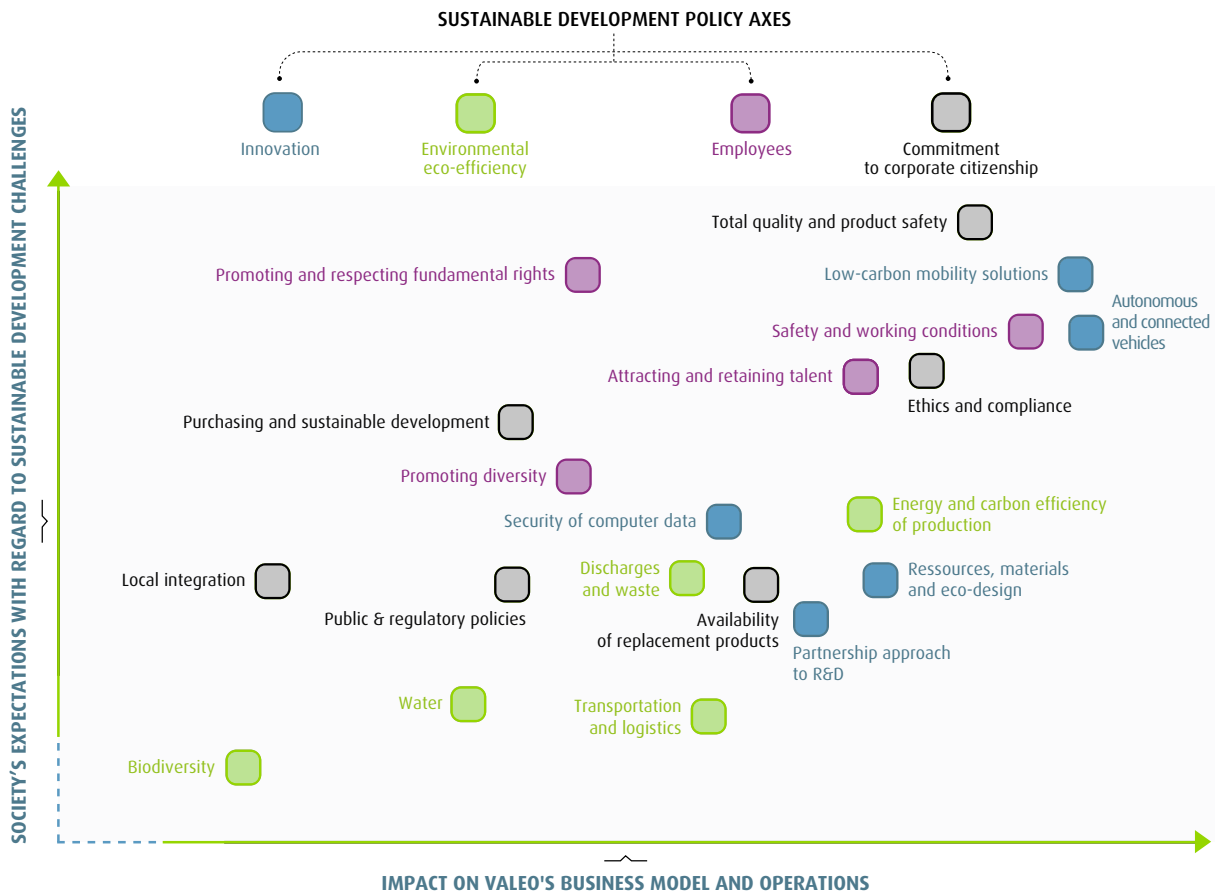 SUSTAINABLE DEVELOPMENT POLICY AXES
Innovation
Environmental
eco-efficiency
Employees
Commitment
to corporate citizenship
SOCIETY'S EXPECTATIONS WITH REGARD TO SUSTAINABLE DEVELOPMENT CHALLENGES
Total quality and product safety
Promoting and respecting fundamental rights
Low-carbon mobility solutions
Autonomous
and connected
vehicles
Safety and working conditions
Attracting and retaining talent
Ethics and compliance
Purchasing and sustainable development
Promoting diversity
Energy and carbon efficiency
of production
Security of computer data
Local integration
Public & regulatory policies
Discharges
and waste
Availability
of replacement products
Ressources, materials
and eco-design
Partnership approach
to R&D
Water
Transportation
and logistics
Biodiversity
IMPACT ON VALEO'S BUSINESS MODEL AND OPERATIONS